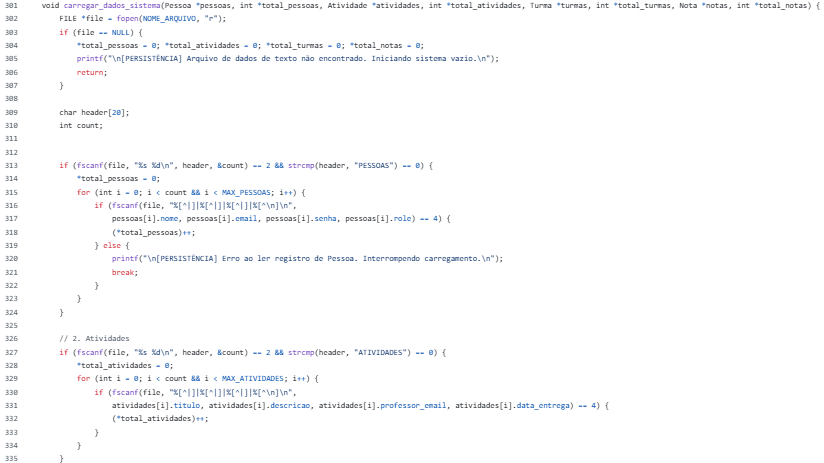 301 void carregar_dados_sistema(Pessoa *pessoas, int *total_pessoas, Atividade *atividades, int *total_atividades, Turma *turmas, int *total_turmas, Nota *notas, int *total_notas) {
302 FILE *file = fopen(NOME_ARQUIVO, "r");
303 if (file == NULL) {
304 *total_pessoas = 0; *total_atividades = 0; *total_turmas = 0; *total_notas = 0;
305 printf("\n[PERSISTÊNCIA] Arquivo de dados de texto não encontrado. Iniciando sistema vazio.\n");
306 return;
307 }
308
309 char header[20];
310 int count;
311
312
313 if (fscanf(file, "%s %d\n", header, &count) == 2 && strcmp(header, "PESSOAS") == 0) {
314 *total_pessoas = 0;
315 for (int i = 0; i < count && i < MAX_PESSOAS; i++) {
316 if (fscanf(file, "%[^|]|%[^|]|%[^|]|%[^\n]\n",
317 pessoas[i].nome, pessoas[i].email, pessoas[i].senha, pessoas[i].role) == 4) {
318 (*total_pessoas)++;
319 } else {
320 printf("\n[PERSISTÊNCIA] Erro ao ler registro de Pessoa. Interrompendo carregamento.\n");
321 break;
322 }
323 }
324 }
325
326 // 2. Atividades
327 if (fscanf(file, "%s %d\n", header, &count) == 2 && strcmp(header, "ATIVIDADES") == 0) {
328 *total_atividades = 0;
329 for (int i = 0; i < count && i < MAX_ATIVIDADES; i++) {
330 if (fscanf(file, "%[^|]|%[^|]|%[^|]|%[^\n]\n",
331 atividades[i].titulo, atividades[i].descricao, atividades[i].professor_email, atividades[i].data_entrega) == 4) {
332 (*total_atividades)++;
333 }
334 }
335 }